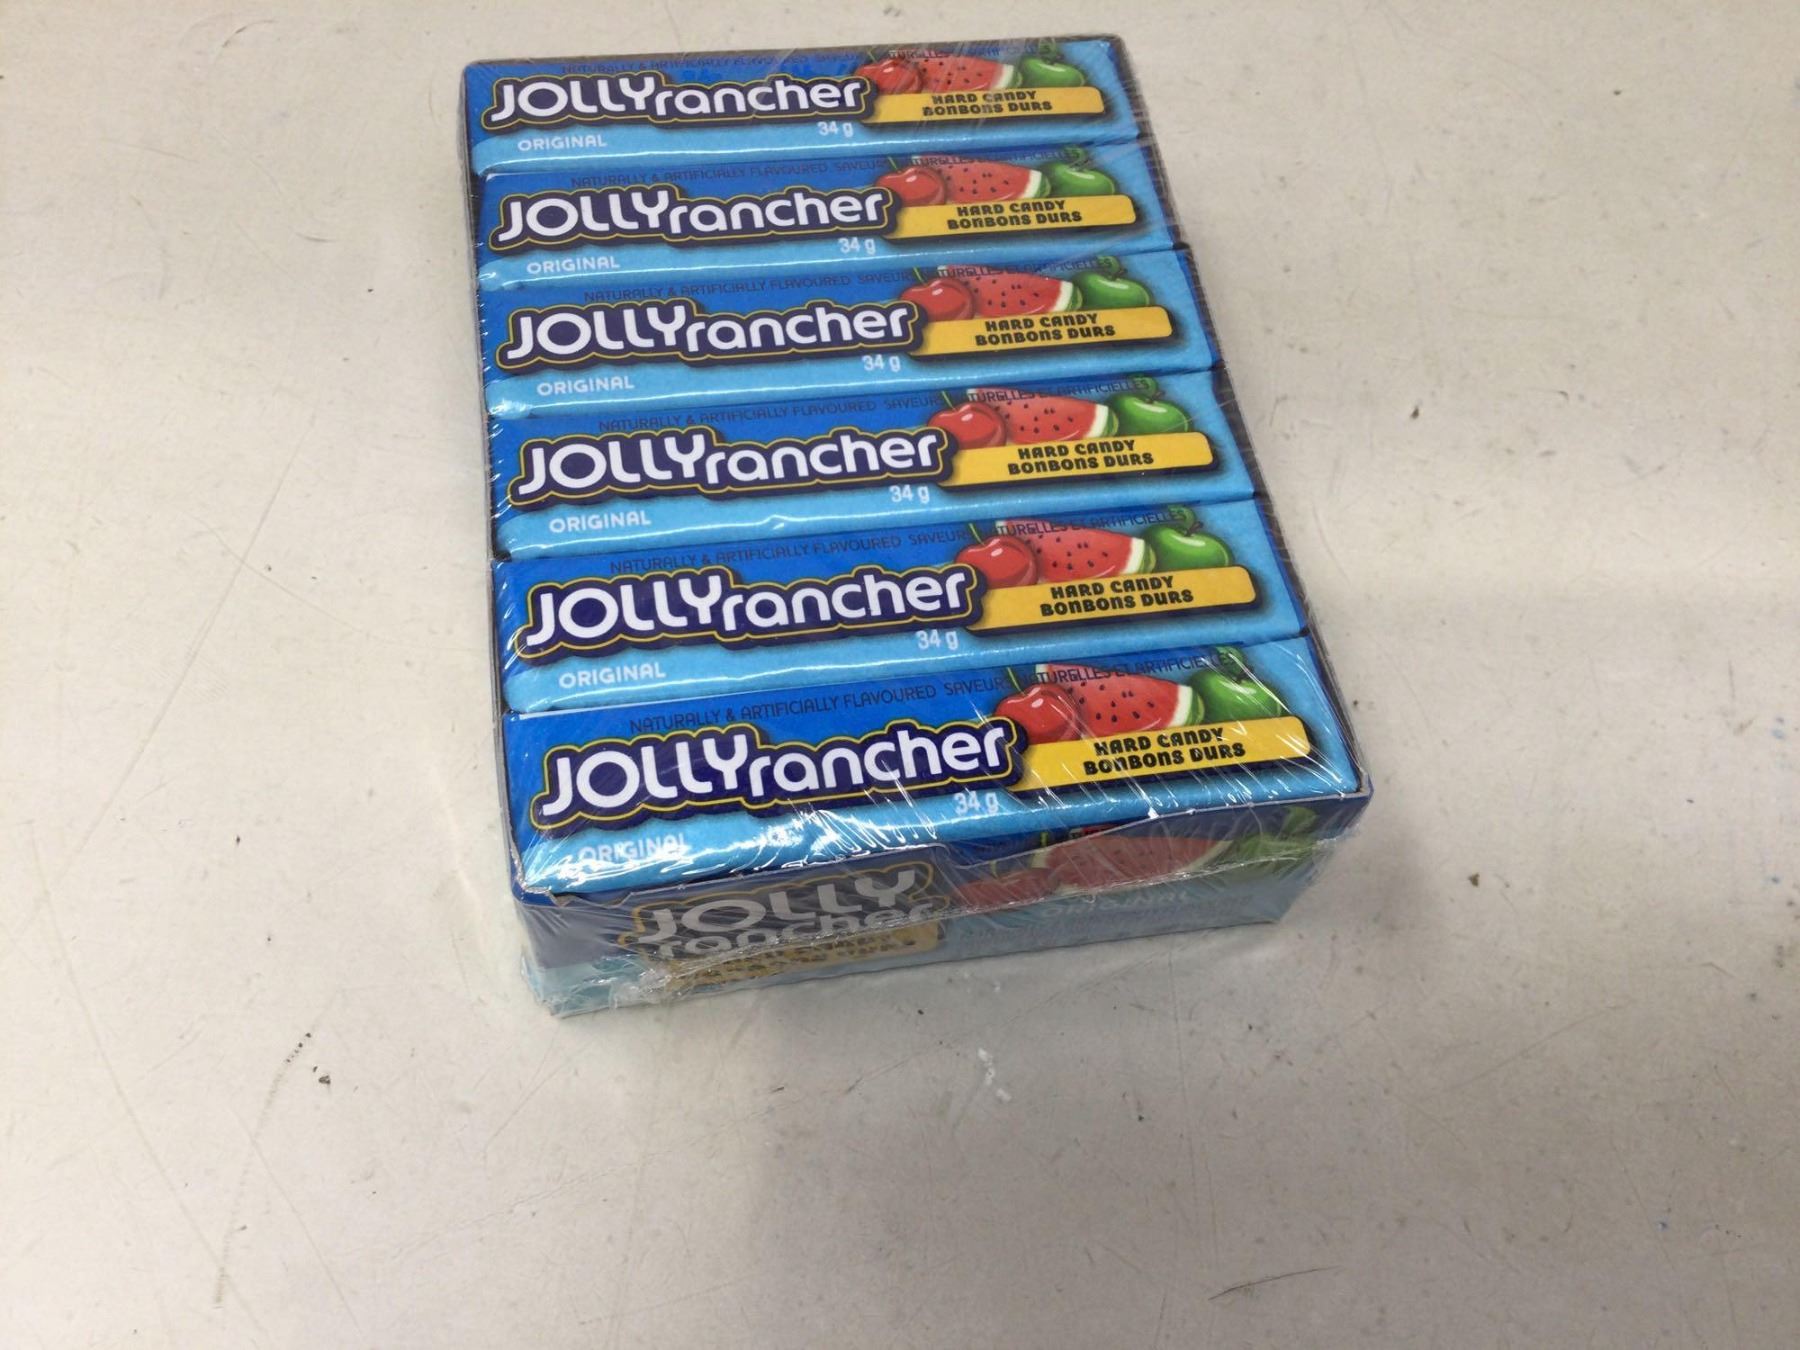 NATURALLY & ARTIFICIALLY FLAVOURED
JOLLY rancher
HARD CANDY
BONBONS DURS
34 g
ORIGINAL
NATURALLY & ARTIFICIALLY FLAVOURED SAVEURS NATURELLES ET ARTIFICIELLES
JOLLY rancher
HARD CANDY
BONBONS DURS
34 g
ORIGINAL
NATURALLY & ARTIFICIALLY FLAVOURED SAVEURS NATURELLES ET ARTIFICIELLES
JOLLY rancher
HARD CANDY
BONBONS DURS
34 g
ORIGINAL
NATURALLY & ARTIFICIALLY FLAVOURED SAVEURS NATURELLES ET ARTIFICIELLES
JOLLY rancher
HARD CANDY
BONBONS DURS
34 g
ORIGINAL
NATURALLY & ARTIFICIALLY FLAVOURED SAVEURS NATURELLES ET ARTIFICIELLES
JOLLY rancher
HARD CANDY
BONBONS DURS
34 g
ORIGINAL
NATURALLY & ARTIFICIALLY FLAVOURED SAVEURS NATURELLES ET ARTIFICIELLES
JOLLY rancher
HARD CANDY
BONBONS DURS
34 g
ORIGINAL
JOLLY
rancher
ORIGINAL